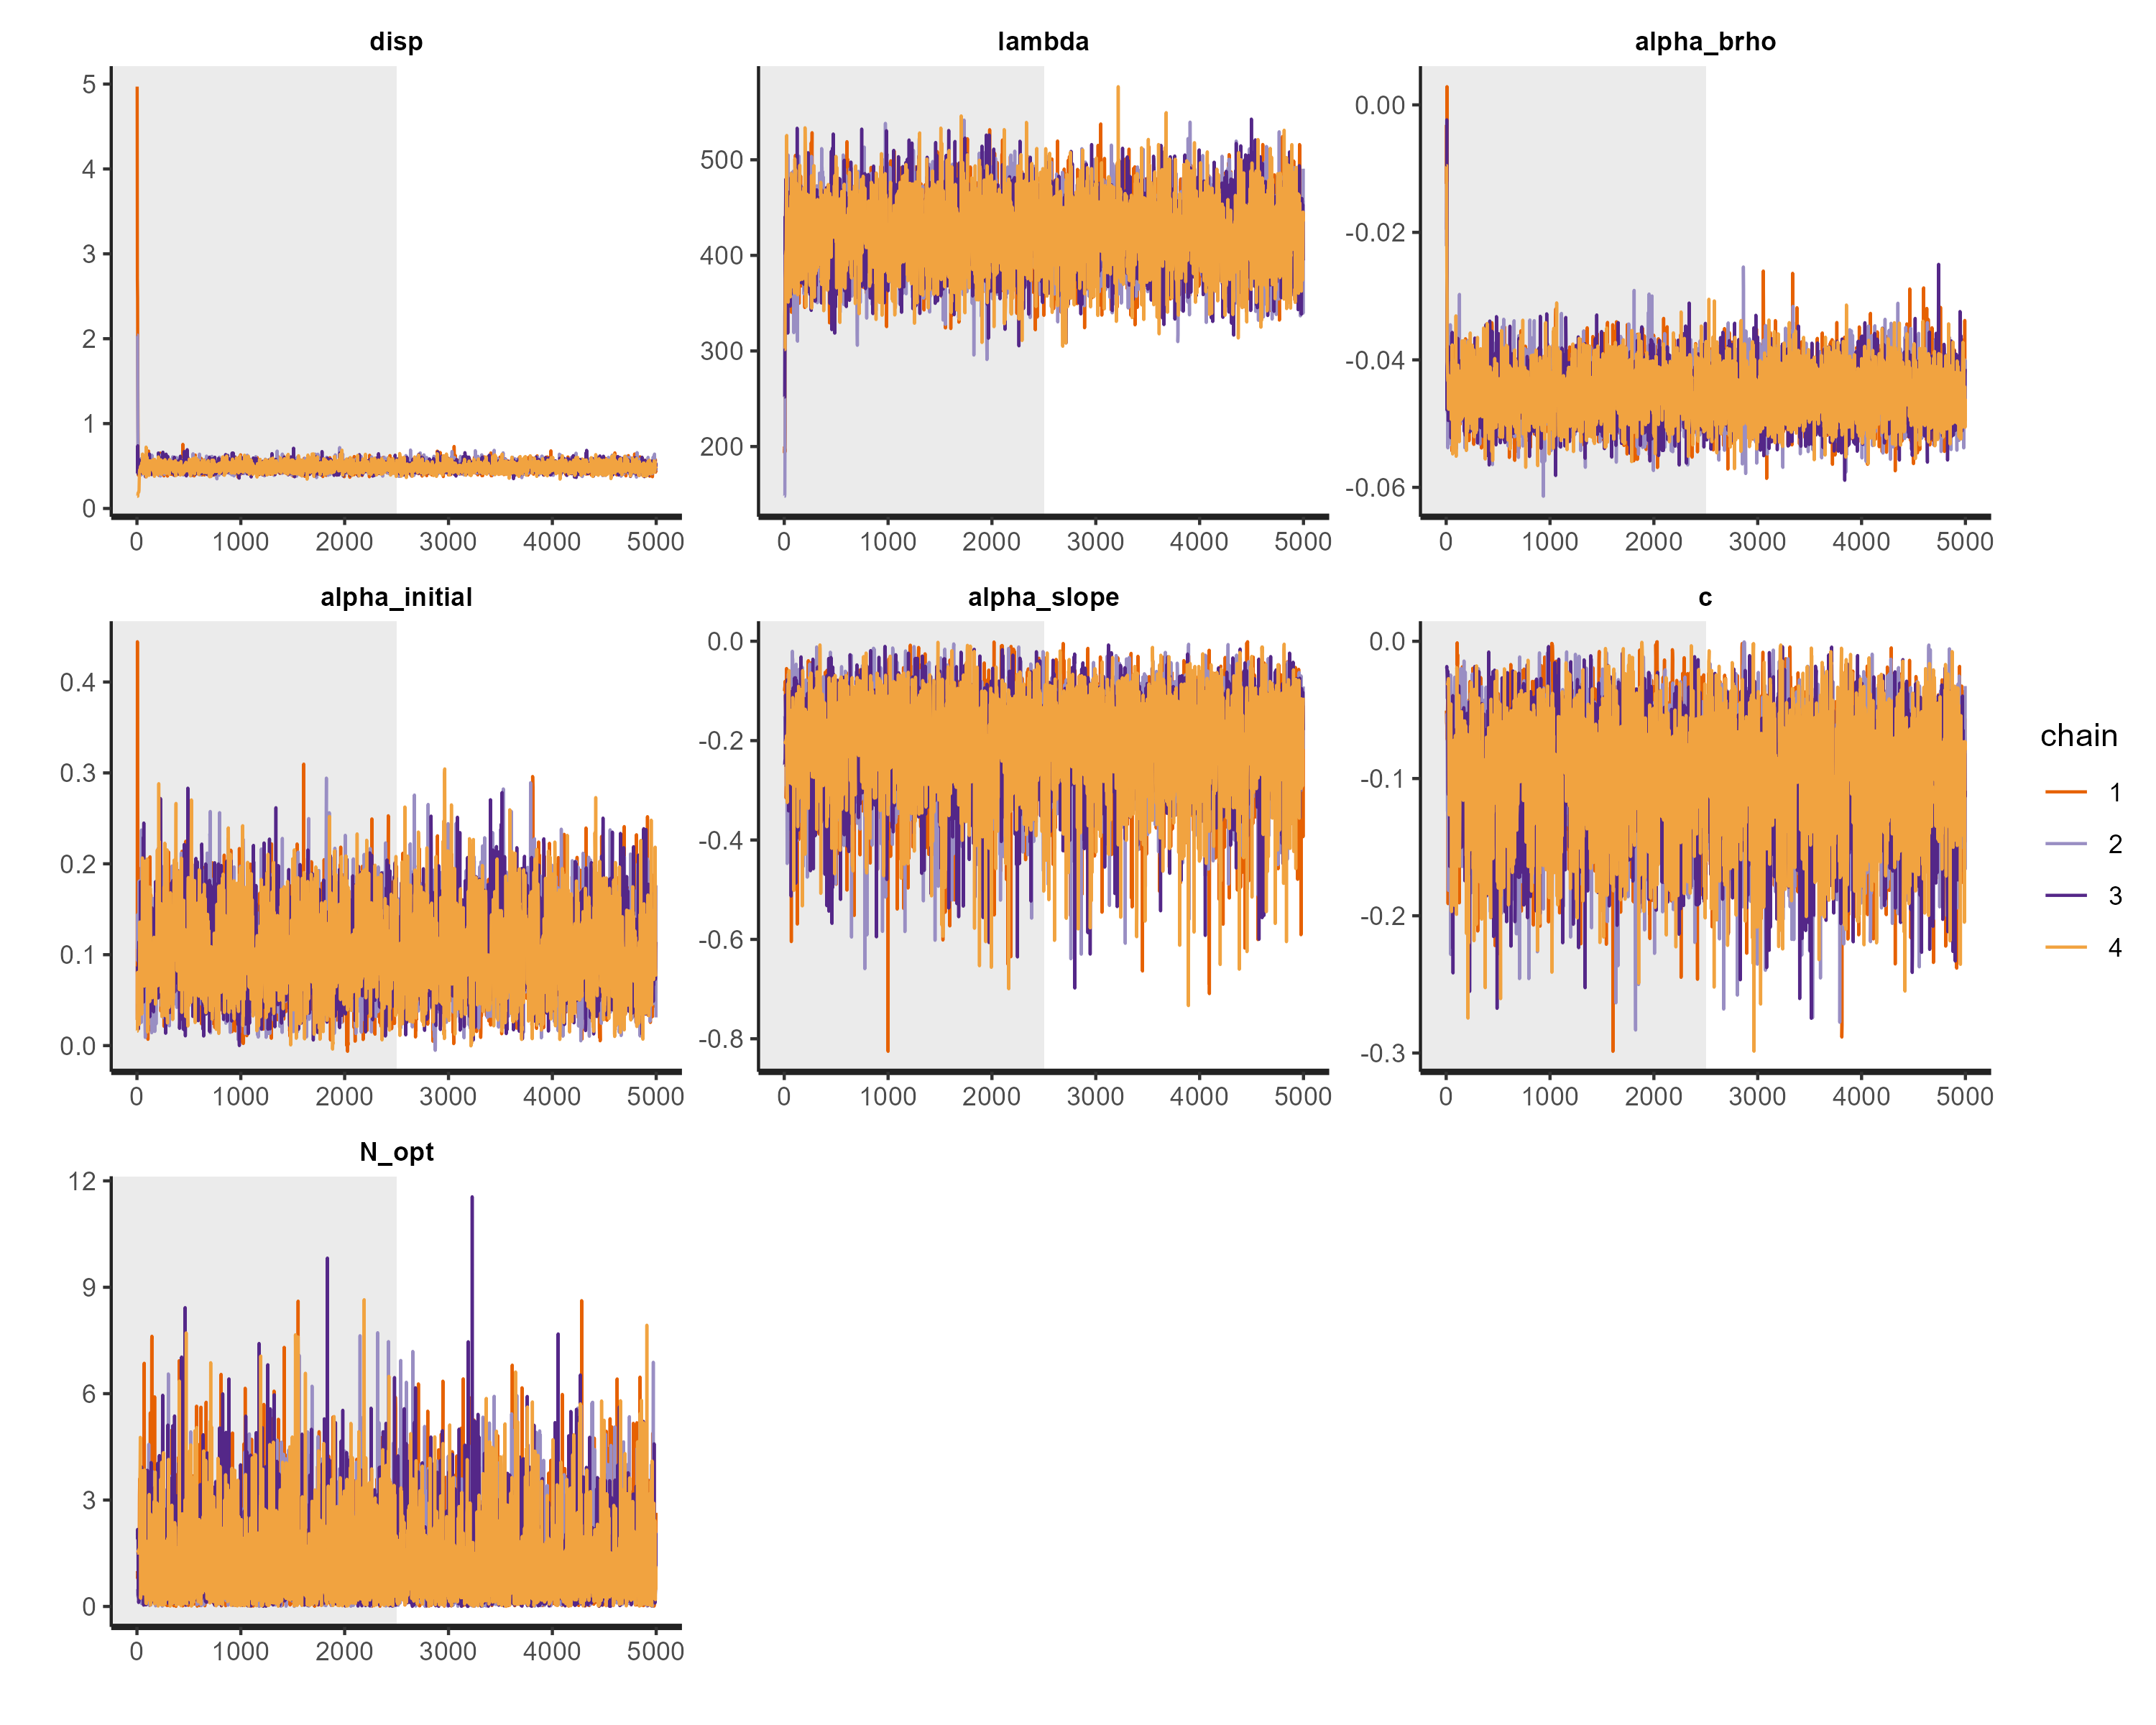 disp lambda alpha_brho
5 4 3 2 1 0
500 400 300 200
0.00 -0.02 -0.04 -0.06
0 1000 2000 3000 4000 5000 0 1000 2000 3000 4000 5000 0 1000 2000 3000 4000 5000
alpha_initial alpha_slope c
0.4 0.3 0.2 0.1 0.0
0.0 -0.2 -0.4 -0.6 -0.8
0.0 -0.1 -0.2 -0.3
0 1000 2000 3000 4000 5000 0 1000 2000 3000 4000 5000 0 1000 2000 3000 4000 5000
N_opt
12 9 6 3 0
0 1000 2000 3000 4000 5000
chain
1
2
3
4